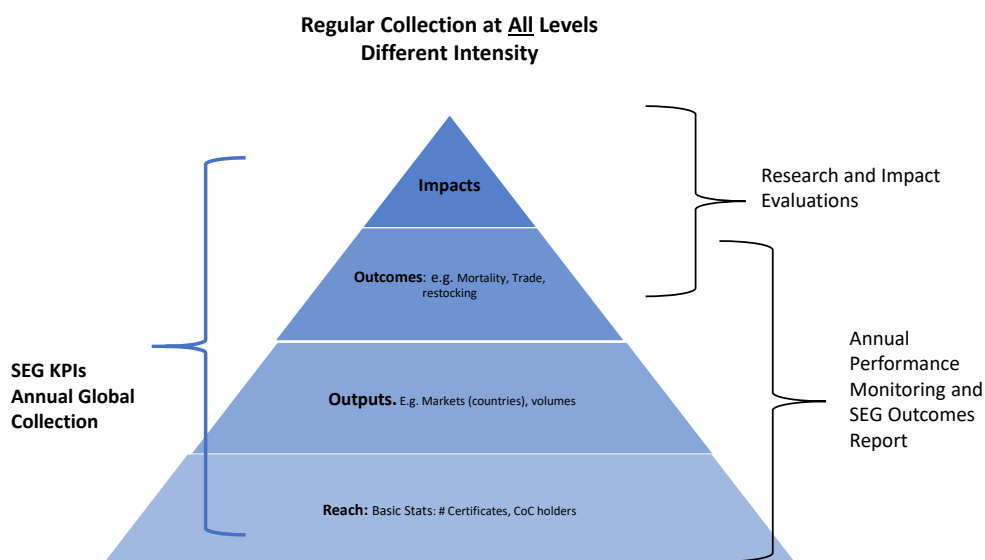 Regular Collection at All Levels
Different Intensity
Impacts
Research and Impact
Evaluations
Outcomes: e.g. Mortality, Trade,
restocking
SEG KPIs
Annual Global
Collection
Annual
Performance
Monitoring and
SEG Outcomes
Report
Outputs. E.g. Markets (countries), volumes
Reach: Basic Stats: # Certificates, CoC holders